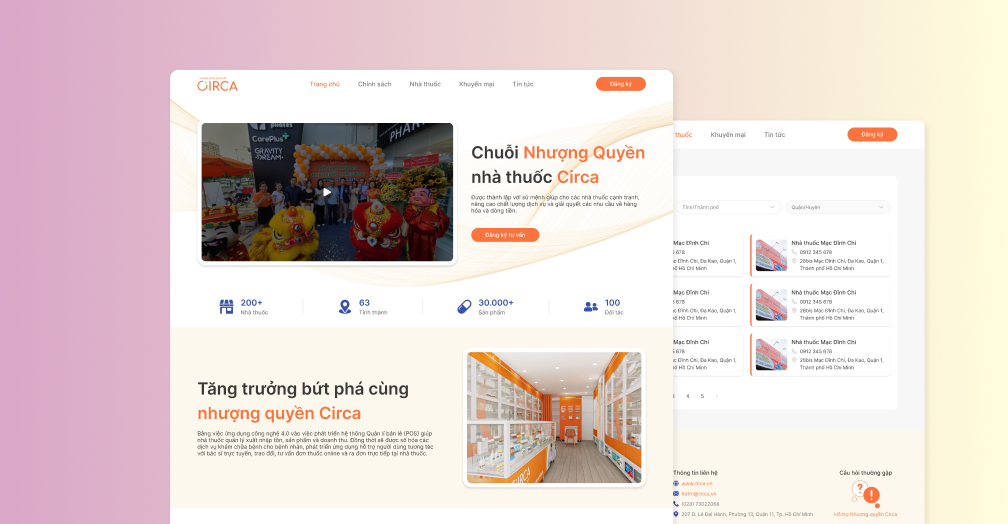 CIRCA
Trang chủ
Chính sách
Nhà thuốc
Khuyến mại
Tin tức
Đăng ký
CarePlus+
GRAVITY
DREAM
PHAR
Chuỗi Nhượng Quyền
nhà thuốc Circa
Được thành lập với sứ mệnh giúp cho các nhà thuốc cạnh tranh,
nâng cao chất lượng dịch vụ và giải quyết các nhu cầu về hàng
hóa và dòng tiền.
Đăng ký tư vấn
200+
Nhà thuốc
63
Tỉnh thành
30.000+
Sản phẩm
100
Đối tác
Tăng trưởng bứt phá cùng
nhượng quyền Circa
Bằng việc ứng dụng công nghệ 4.0 vào việc phát triển hệ thống Quản lí bán lẻ (POS) giúp
nhà thuốc quản lý xuất nhập tồn, sản phẩm và doanh thu. Đồng thời sẽ được số hóa các
dịch vụ khám chữa bệnh cho bệnh nhân, phát triển ứng dụng hỗ trợ người dùng tương tác
với bác sĩ trực tuyến, trao đổi, tư vấn đơn thuốc online và ra đơn trực tiếp tại nhà thuốc.
CIRCA
thuốc
Khuyến mại
Tin tức
Đăng ký
Tỉnh/Thành phố
Quận/Huyện
Mạc Đĩnh Chi
5 678
ạc Đĩnh Chi, Đa Kao, Quận 1,
hố Hồ Chí Minh
Nhà thuốc Mạc Đĩnh Chi
0912 345 678
28bis Mạc Đĩnh Chi, Đa Kao, Quận 1,
Thành phố Hồ Chí Minh
Mạc Đĩnh Chi
5 678
ạc Đĩnh Chi, Đa Kao, Quận 1,
hố Hồ Chí Minh
Nhà thuốc Mạc Đĩnh Chi
0912 345 678
28bis Mạc Đĩnh Chi, Đa Kao, Quận 1,
Thành phố Hồ Chí Minh
Mạc Đĩnh Chi
5 678
ạc Đĩnh Chi, Đa Kao, Quận 1,
hố Hồ Chí Minh
Nhà thuốc Mạc Đĩnh Chi
0912 345 678
28bis Mạc Đĩnh Chi, Đa Kao, Quận 1,
Thành phố Hồ Chí Minh
3 4 5
Thông tin liên hệ
www.circa.vn
hotro@circa.vn
(028) 73022068
207 D. Lê Đại Hành, Phường 13, Quận 11, Tp. Hồ Chí Minh
Câu hỏi thường gặp
Hỗ trợ Nhượng quyền Circa